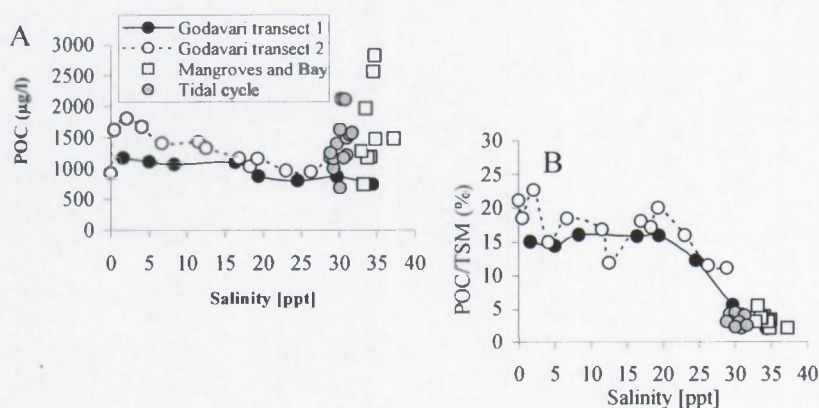 A
Godavari transect 1
Godavari transect 2
Mangroves and Bay
Tidal cycle
POC (µg/l)
3000
2500
2000
1500
1000
500
0
0 5 10 15 20 25 30 35 40
Salinity [ppt]
B
POC/TSM (%)
30
25
20
15
10
5
0
0 5 10 15 20 25 30 35 40
Salinity [ppt]